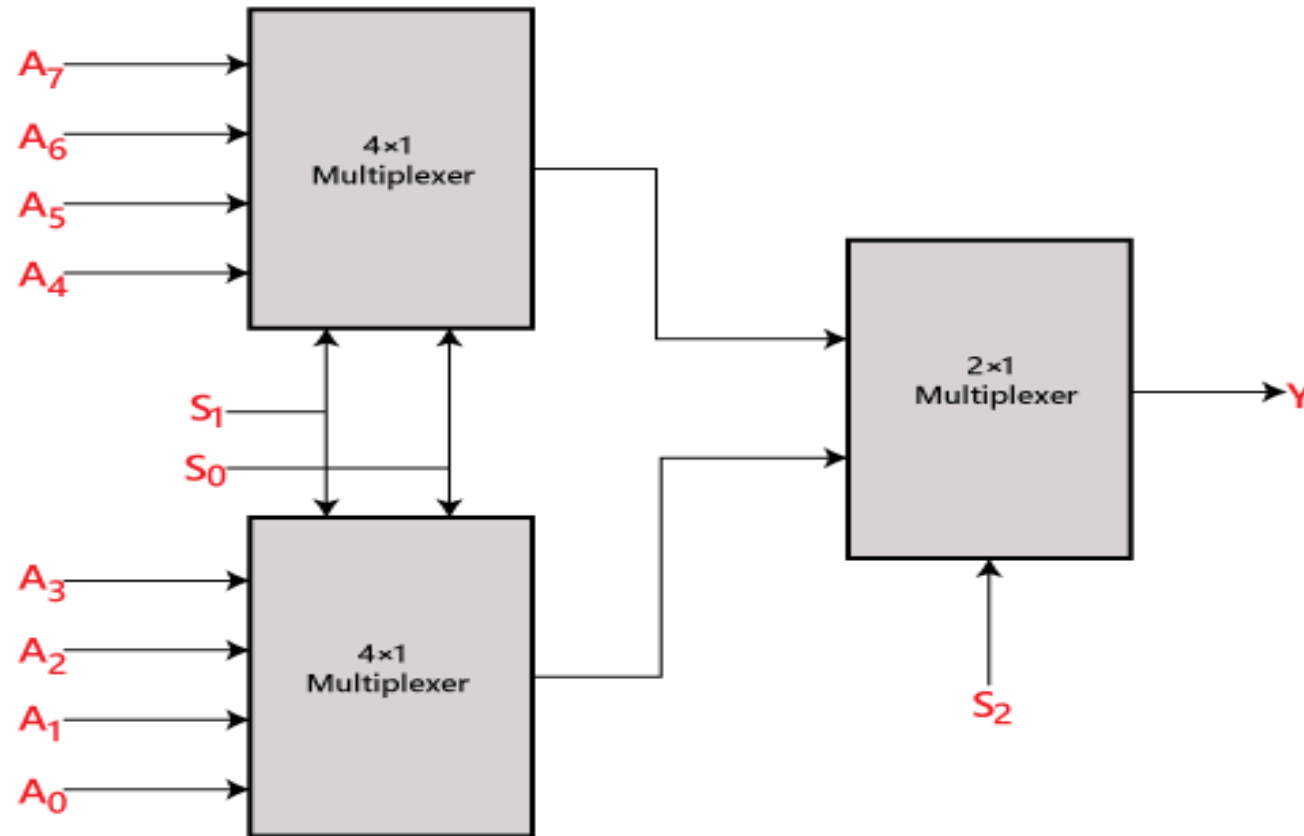 A7
A6
A5
A4
4×1
Multiplexer
S1
S0
2×1
Multiplexer
Y
A3
A2
A1
A0
4×1
Multiplexer
S2